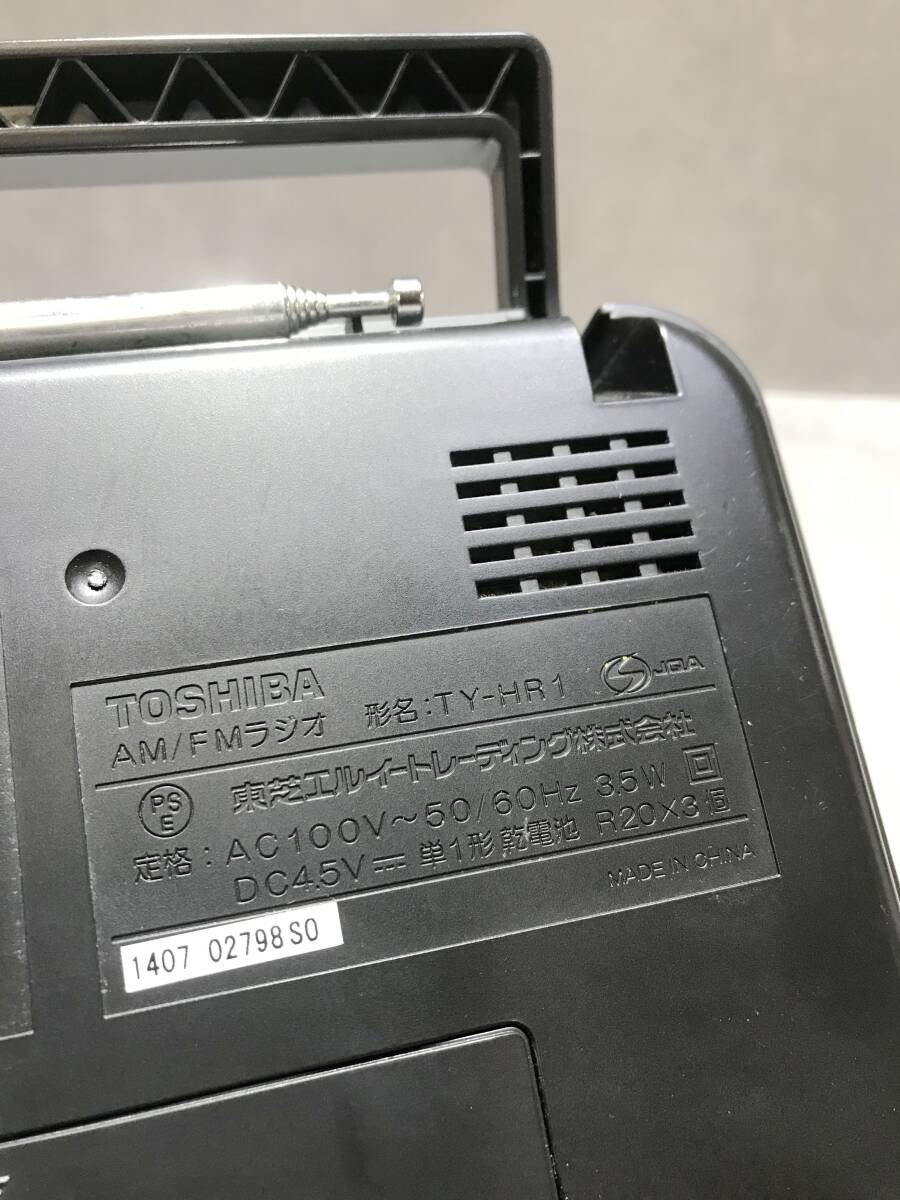 TOSHIBA
AM/FMラジオ 形名:TY-HR1 JQA
PS E 東芝エルイートレーディング株式会社
定格:AC100V~50/60Hz 3.5W
DC4.5V⎓ 単1形乾電池 R20×3個
MADE IN CHINA
1407 02798S0